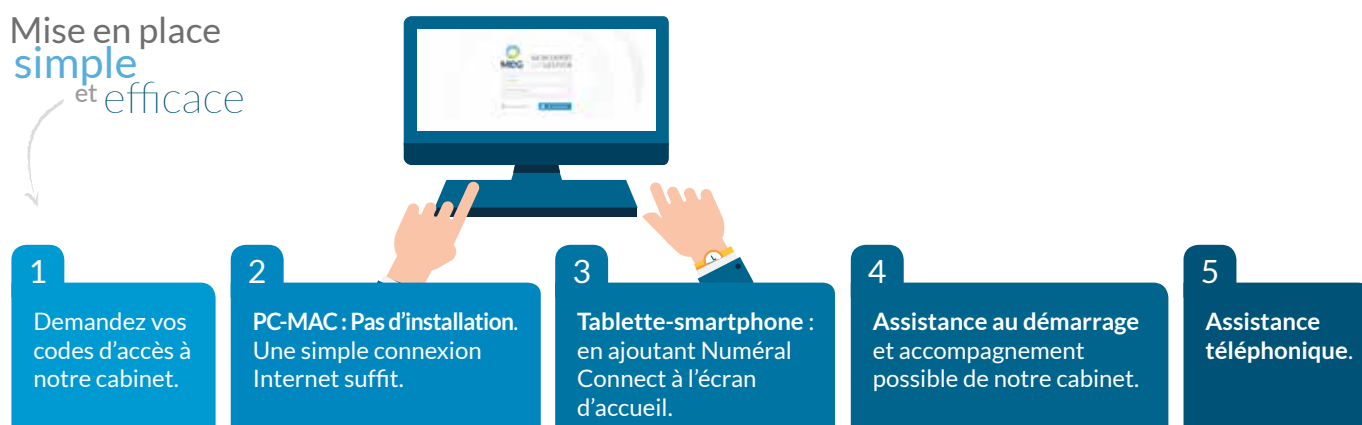 Mise en place
simple
et efficace
MEG
1
Demandez vos
codes d'accès à
notre cabinet.
2
PC-MAC : Pas d'installation.
Une simple connexion
Internet suffit.
3
Tablette-smartphone :
en ajoutant Numéral
Connect à l'écran
d'accueil.
4
Assistance au démarrage
et accompagnement
possible de notre cabinet.
5
Assistance
téléphonique.